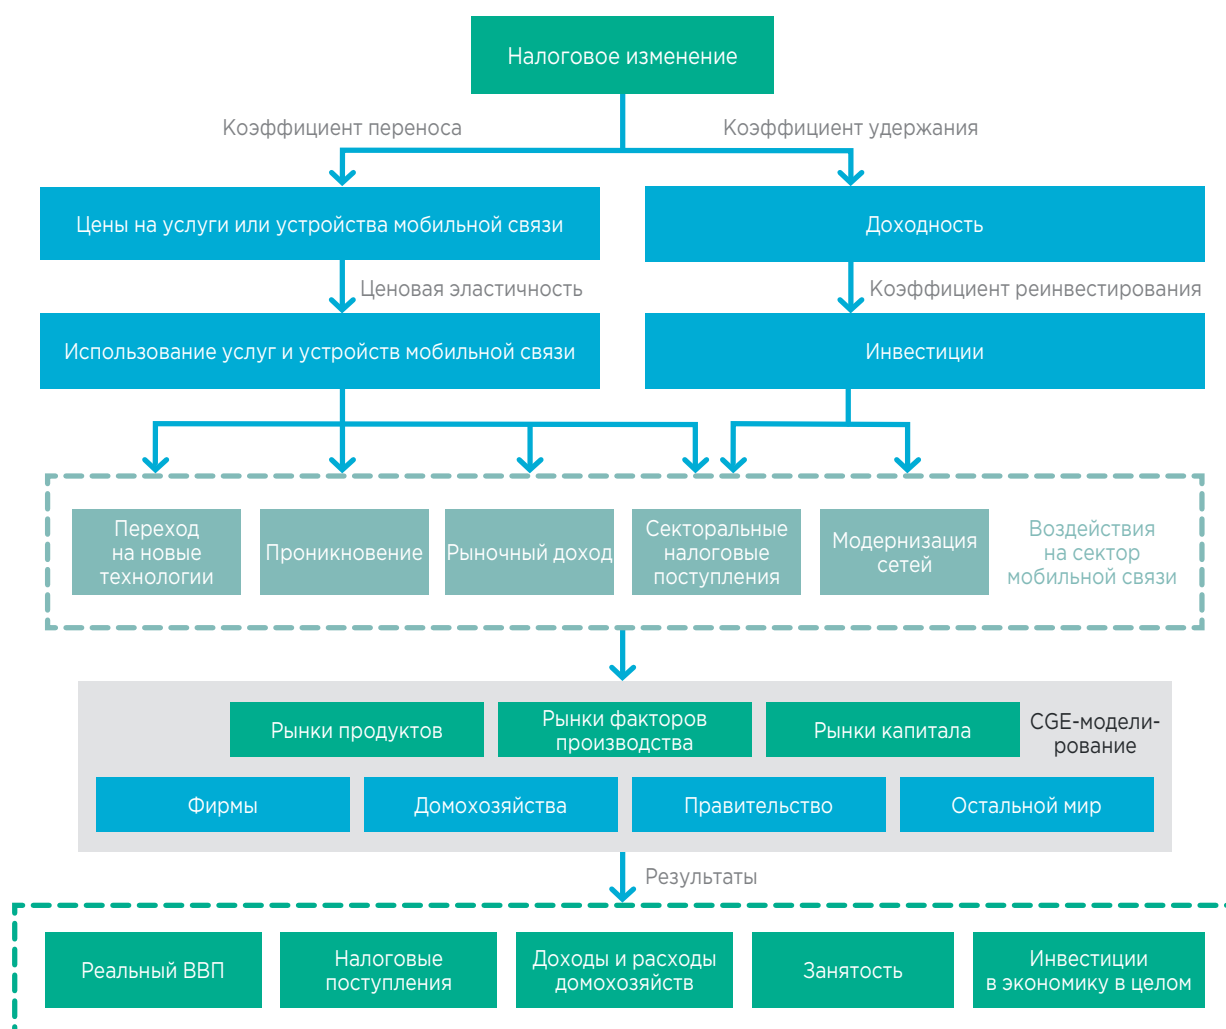 Налоговое изменение
Коэффициент переноса
Коэффициент удержания
Цены на услуги или устройства мобильной связи
Доходность
Ценовая эластичность
Коэффициент реинвестирования
Использование услуг и устройств мобильной связи
Инвестиции
Переход
на новые
технологии
Проникновение
Рыночный доход
Секторальные
налоговые
поступления
Модернизация
сетей
Воздействия
на сектор
мобильной связи
Рынки продуктов
Рынки факторов
производства
Рынки капитала
CGE-модели-
рование
Фирмы
Домохозяйства
Правительство
Остальной мир
Результаты
Реальный ВВП
Налоговые
поступления
Доходы и расходы
домохозяйств
Занятость
Инвестиции
в экономику в целом